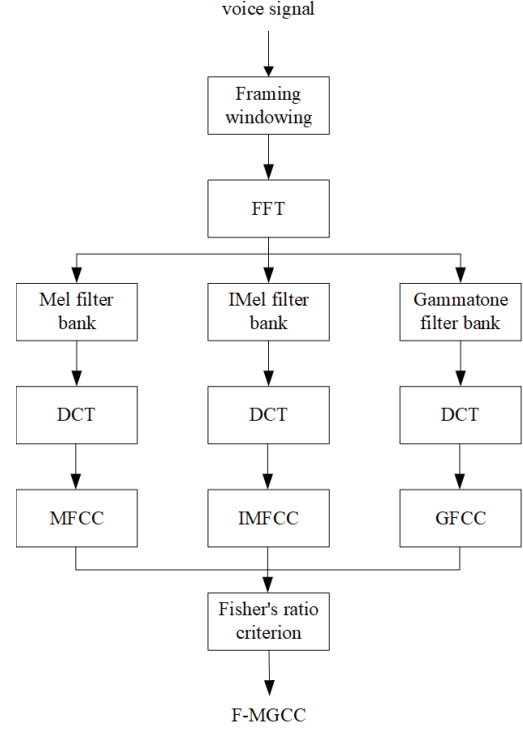 voice signal
Framing
windowing
FFT
Mel filter
bank
IMel filter
bank
Gammatone
filter bank
DCT
DCT
DCT
MFCC
IMFCC
GFCC
Fisher's ratio
criterion
F-MGCC